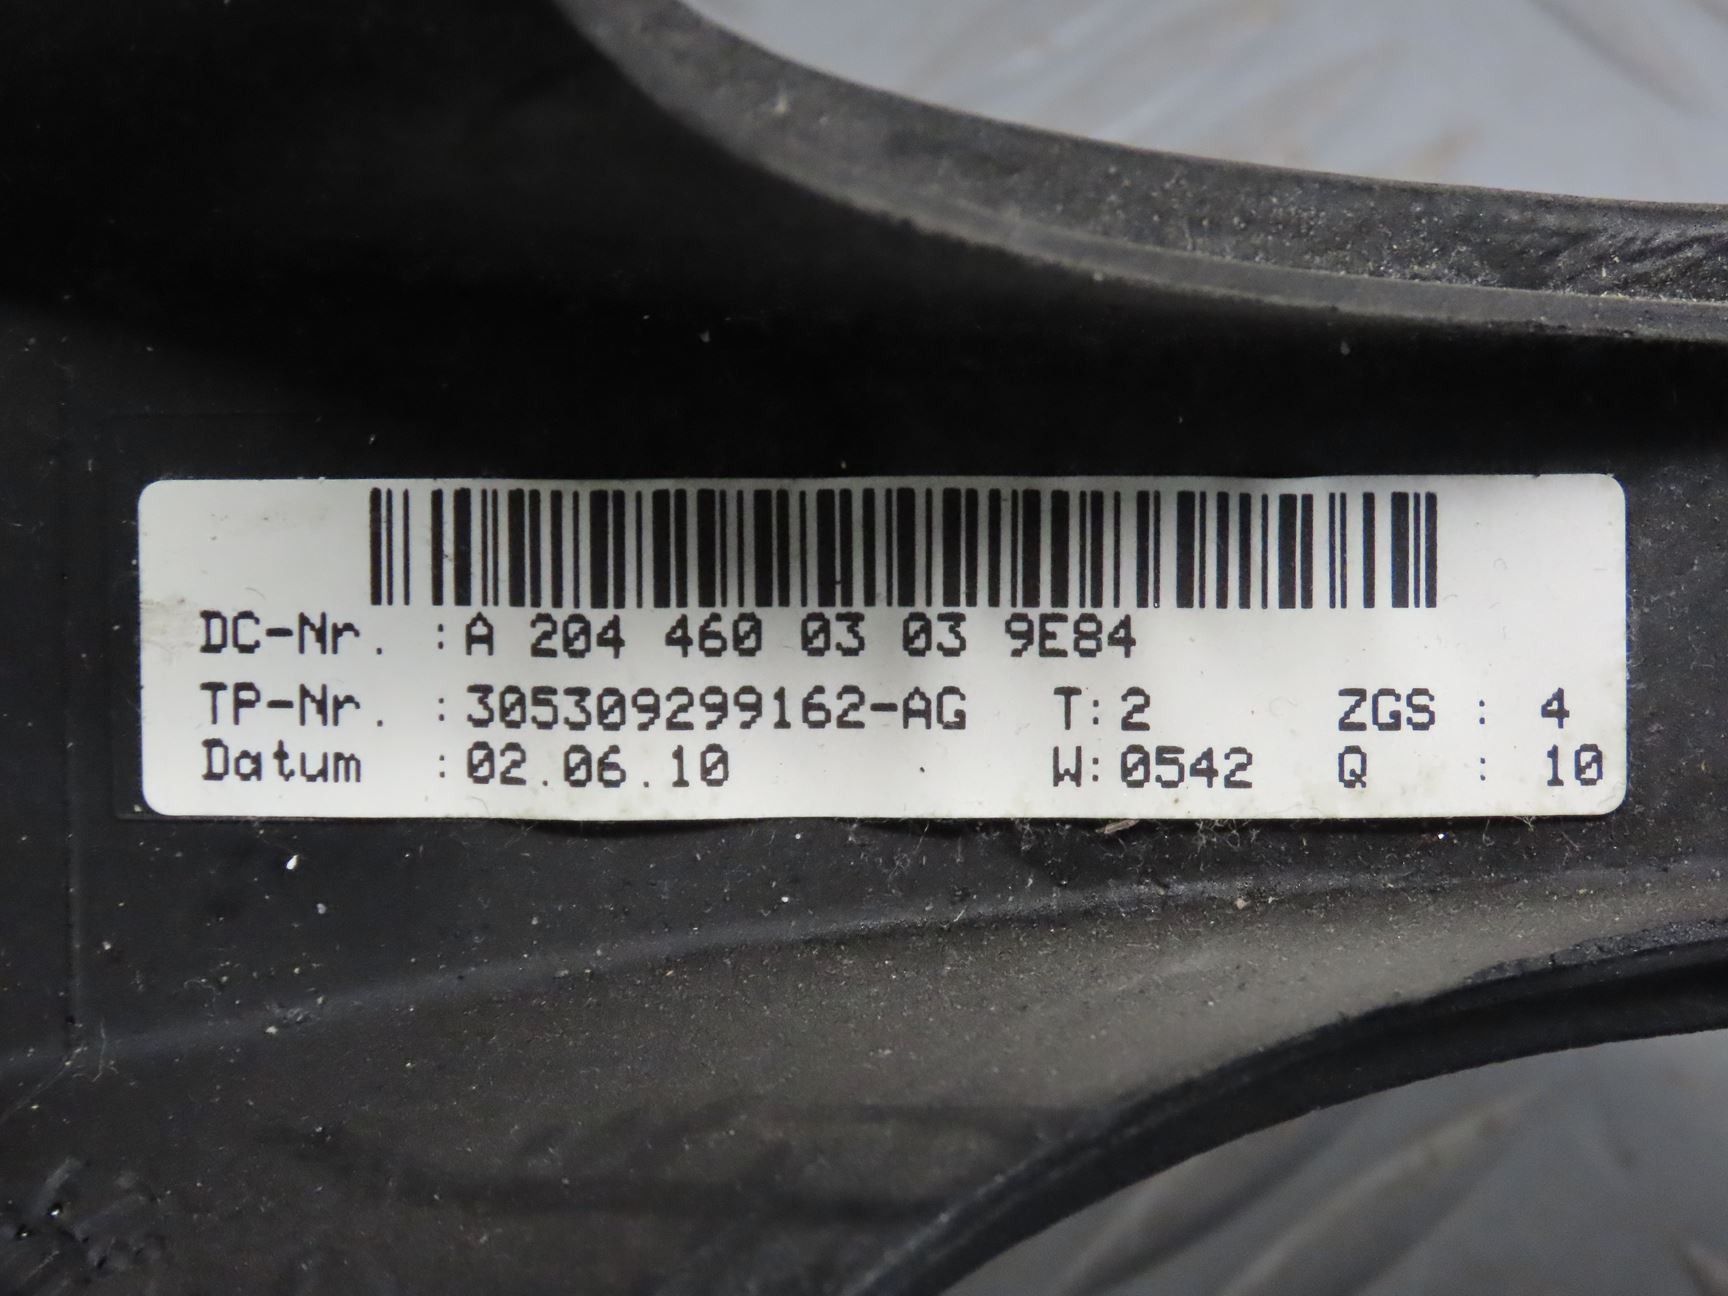 DC-Nr. :A 204 460 03 03 9E84
TP-Nr. :305309299162-AG T:2 ZGS : 4
Datum :02.06.10 W:0542 Q : 10